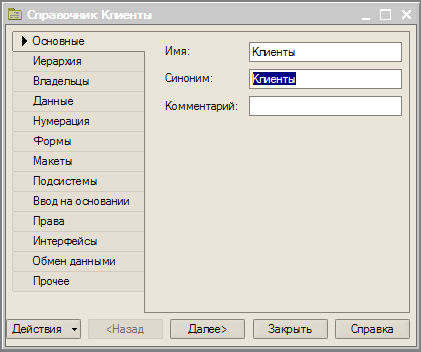 Справочник Клиенты
Основные
Иерархия
Владельцы
Данные
Нумерация
Формы
Макеты
Подсистемы
Ввод на основании
Права
Интерфейсы
Обмен данными
Прочее
Имя: Клиенты
Синоним: Клиенты
Комментарий:
Действия <Назад Далее> Закрыть Справка